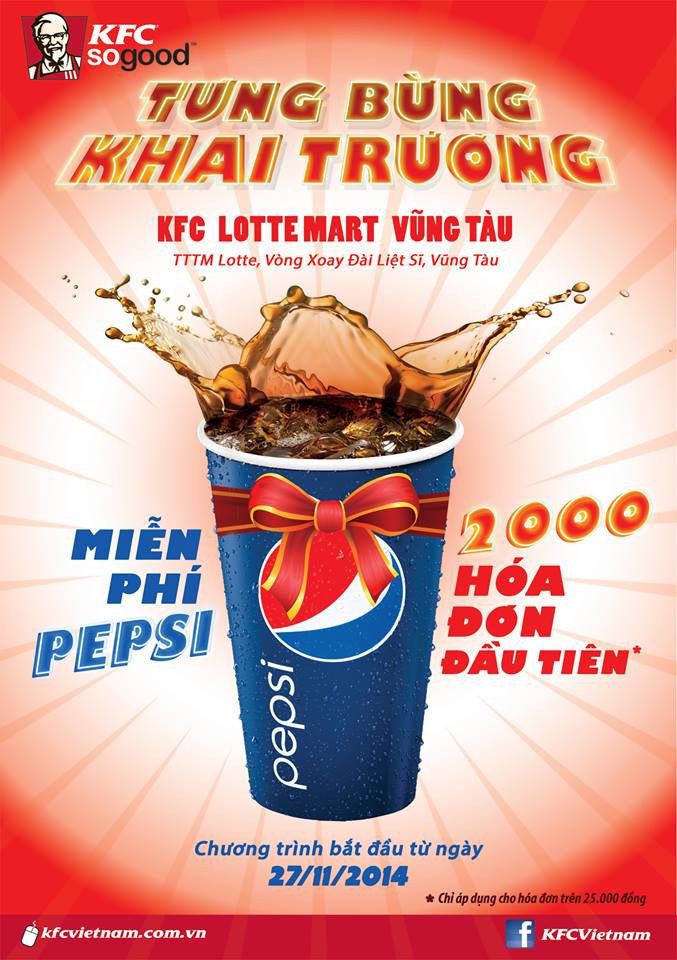 KFC
sogood™
TƯNG BỪNG
KHAI TRƯƠNG
KFC LOTTE MART VŨNG TÀU
TTTM Lotte, Vòng Xoay Đài Liệt Sĩ, Vũng Tàu
MIỄN
PHÍ
PEPSI
2000
HÓA
ĐƠN
ĐẦU TIÊN*
pepsi
Chương trình bắt đầu từ ngày
27/11/2014
* Chỉ áp dụng cho hóa đơn trên 25.000 đồng
kfcvietnam.com.vn
f KFCVietnam